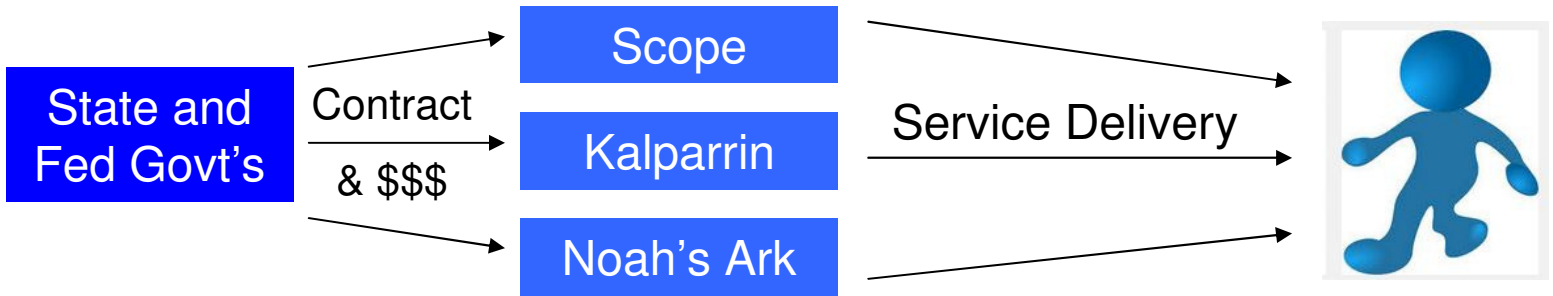 State and
Fed Govt's
Contract
& $$$
Scope
Kalparrin
Noah's Ark
Service Delivery